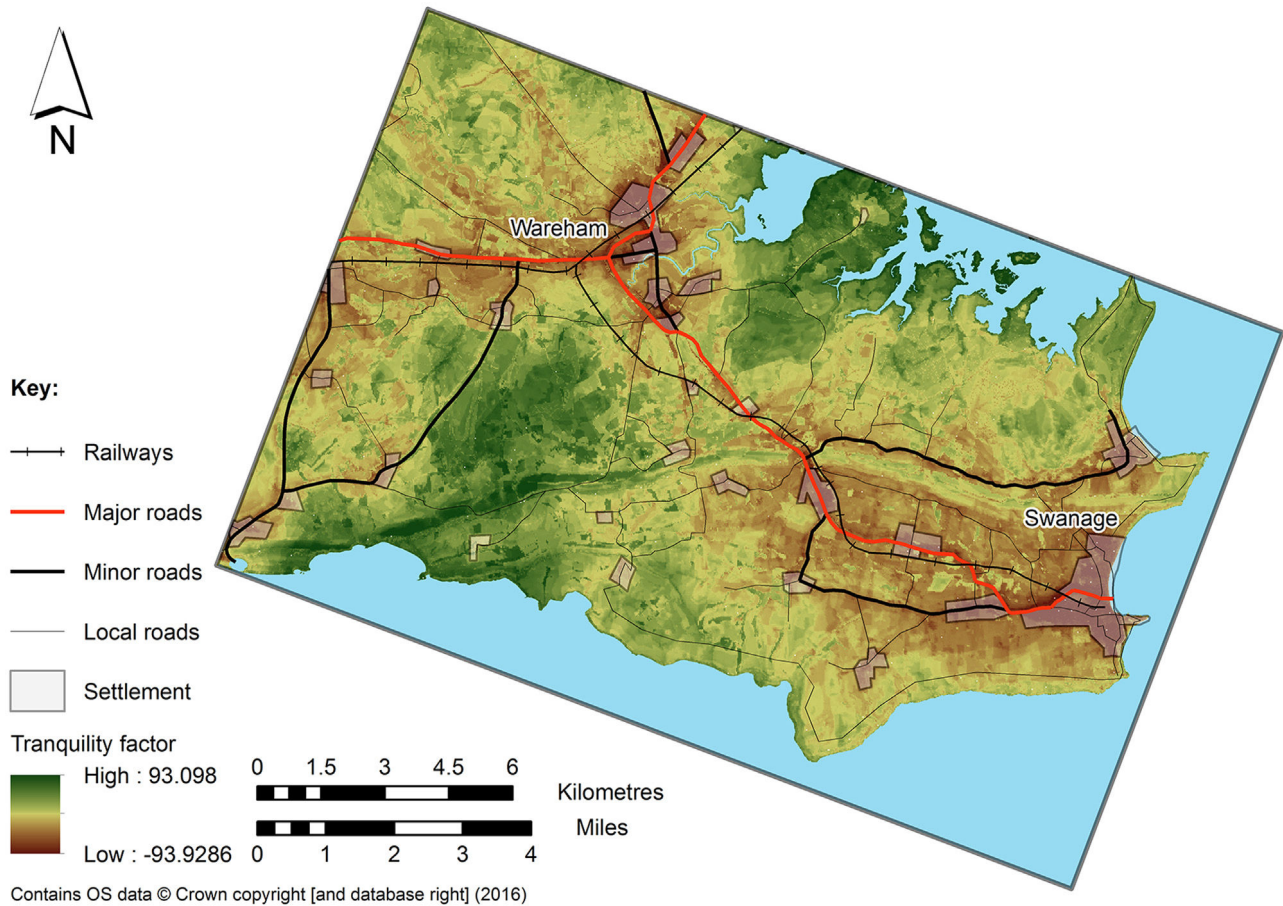 N
Wareham
Swanage
Key:
Railways
Major roads
Minor roads
Local roads
Settlement
Tranquility factor
High : 93.098
Low : -93.9286
0 1.5 3 4.5 6
Kilometres
Miles
0 1 2 3 4
Contains OS data © Crown copyright [and database right] (2016)